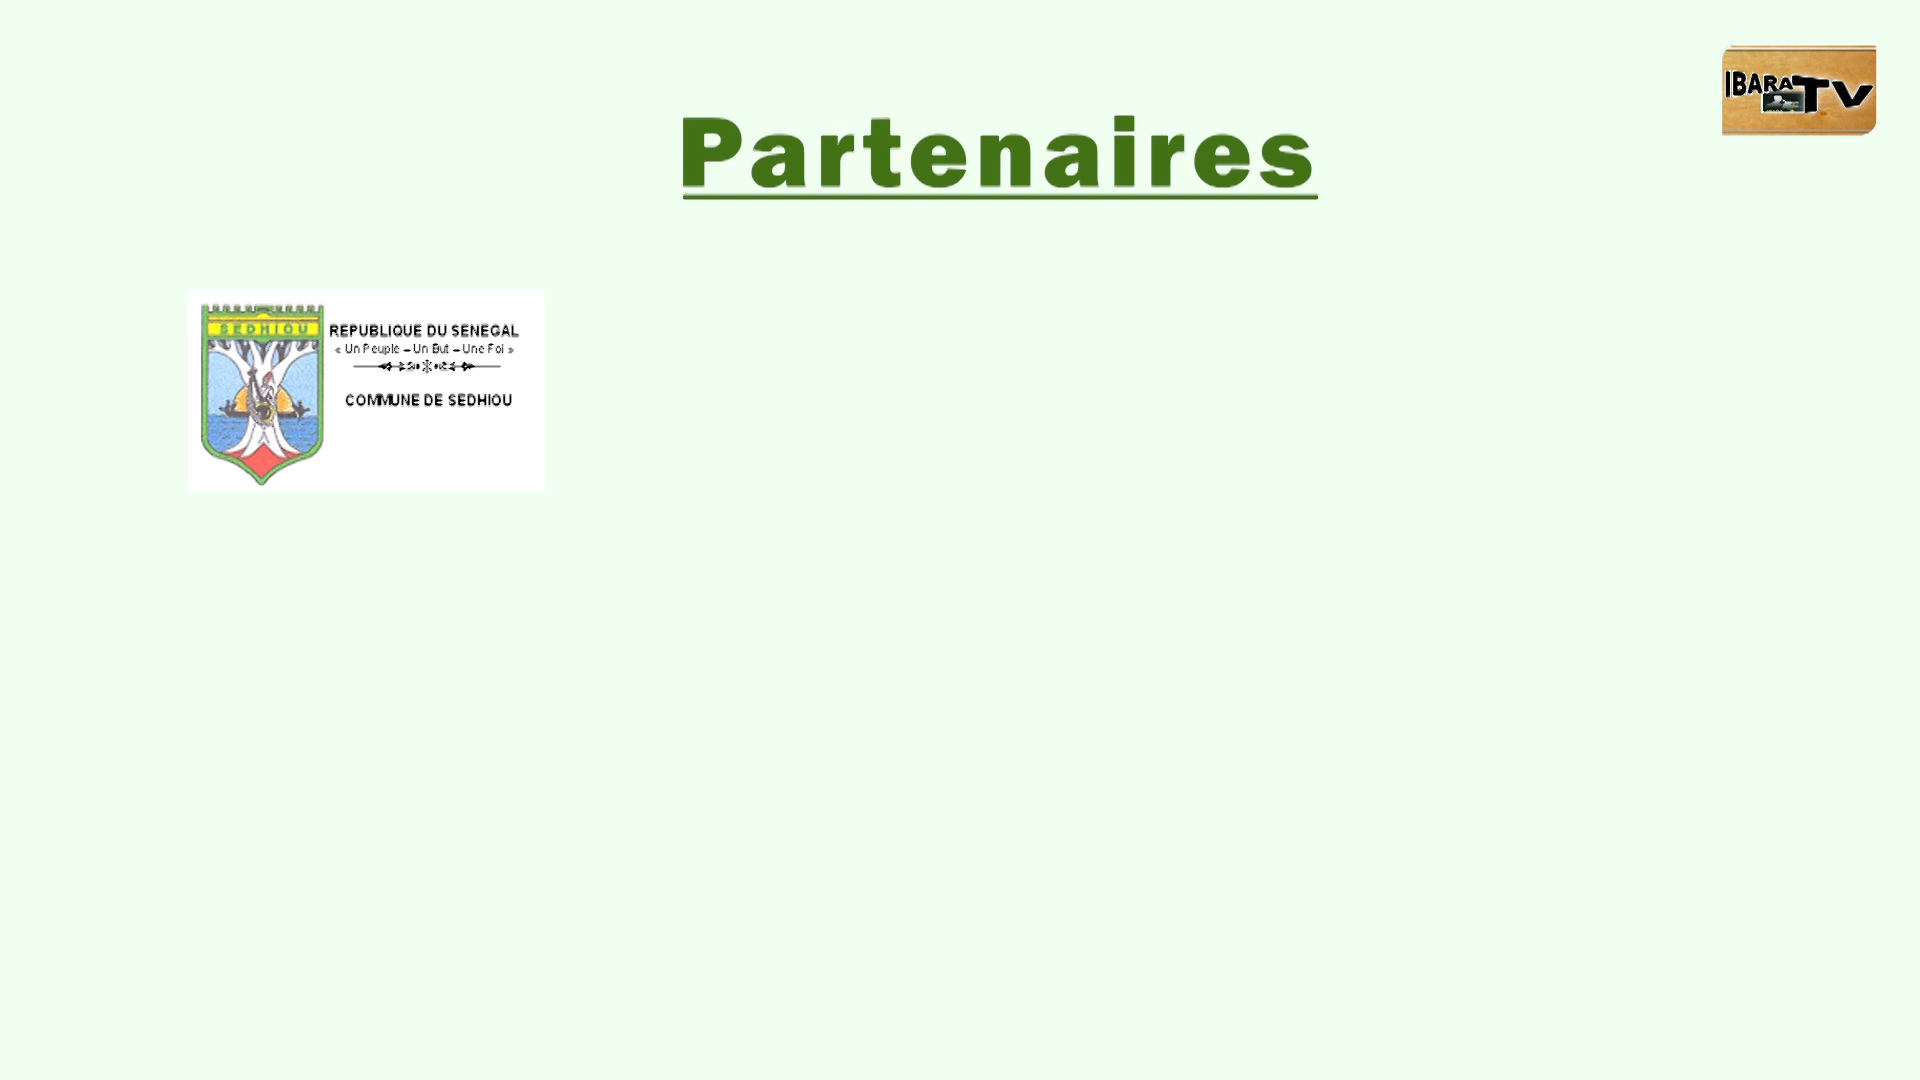 Partenaires
IBARA TV
SEDHIOU
REPUBLIQUE DU SENEGAL
« Un Peuple – Un But – Une Foi »
COMMUNE DE SEDHIOU